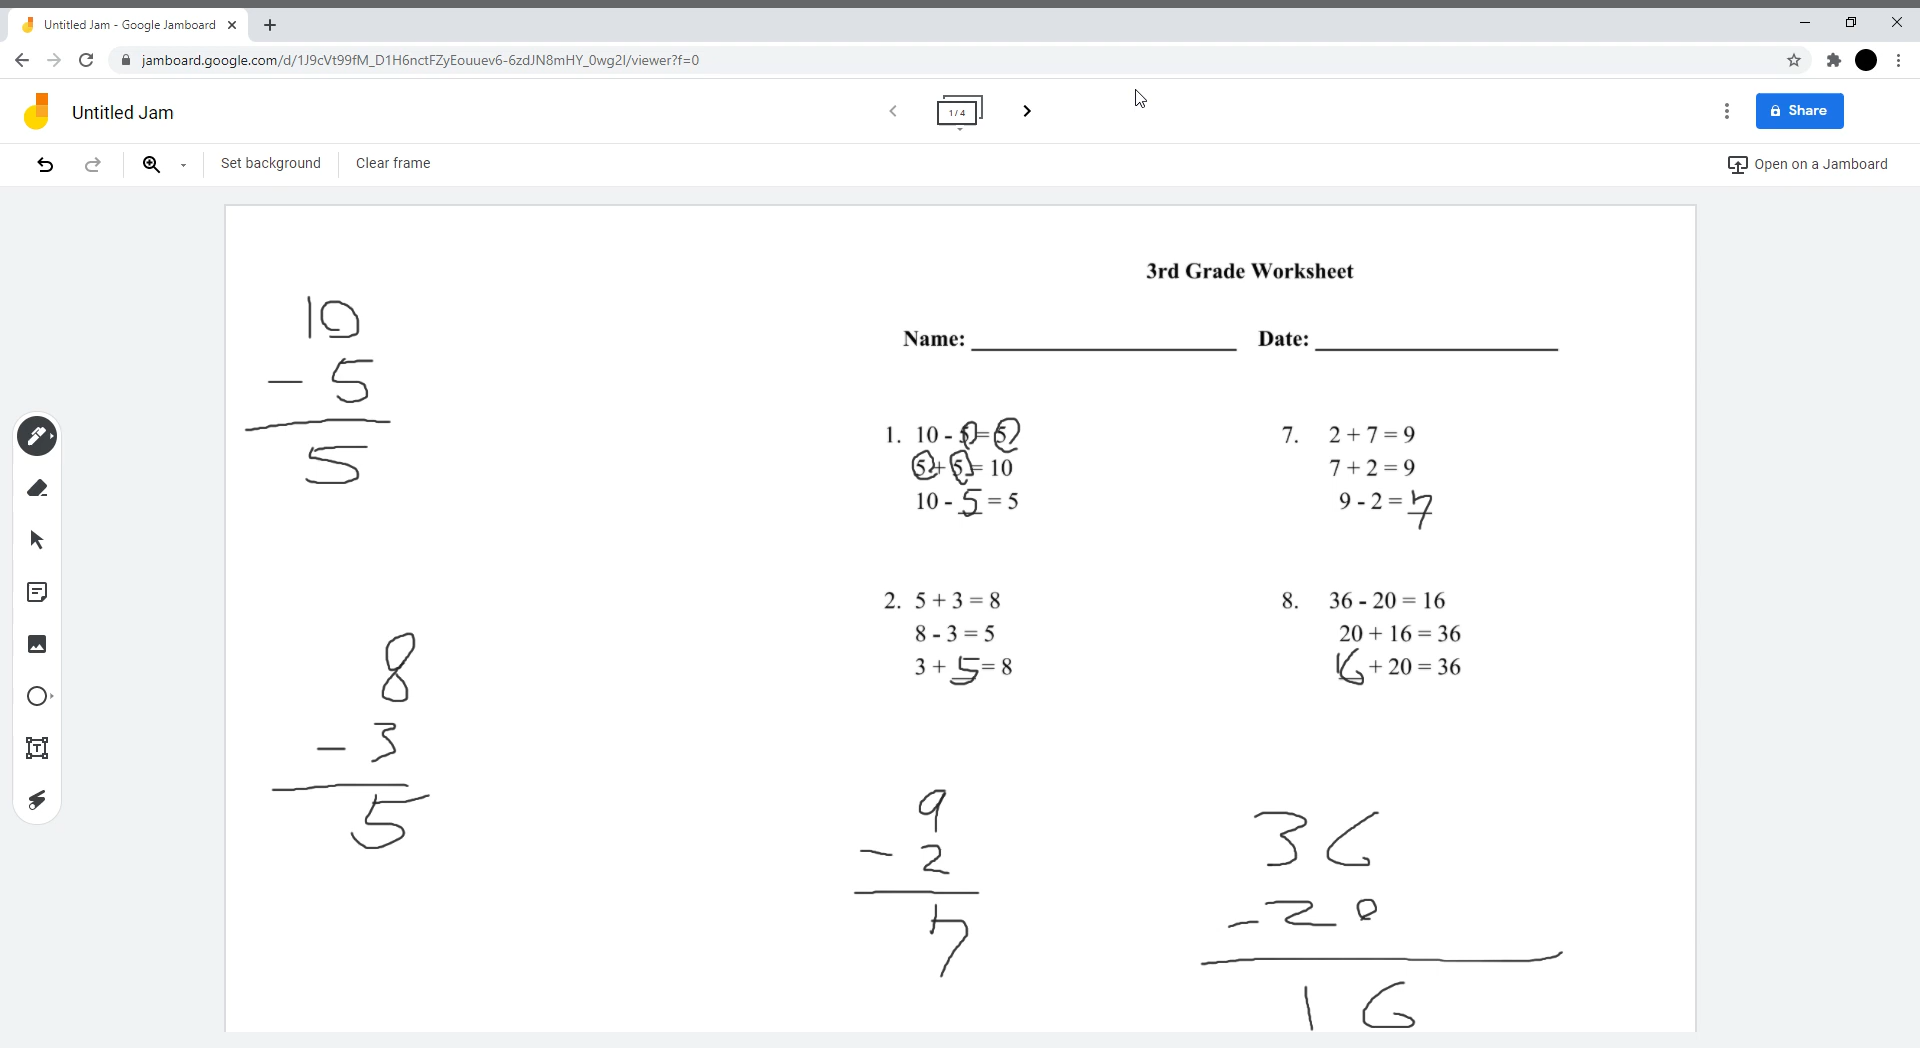 Untitled Jam - Google Jamboard
jamboard.google.com/d/1J9cVt99fM_D1H6nctFZyEouuev6-6zdJN8mHY_0wg2I/viewer?f=0
Untitled Jam
1 / 4
Share
Set background
Clear frame
Open on a Jamboard
3rd Grade Worksheet
Name: Date:
10
- 5
5
1. 10 - 5 = 5
5 + 5 = 10
10 - 5 = 5
7. 2 + 7 = 9
7 + 2 = 9
9 - 2 = 7
2. 5 + 3 = 8
8 - 3 = 5
3 + 5 = 8
8. 36 - 20 = 16
20 + 16 = 36
16 + 20 = 36
8
- 3
5
9
- 2
7
36
- 20
16